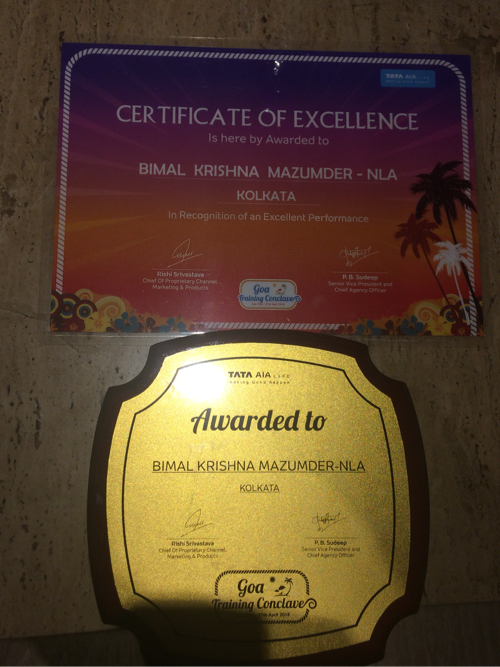 TATA AIA LIFE
CERTIFICATE OF EXCELLENCE
Is here by Awarded to
BIMAL KRISHNA MAZUMDER - NLA
KOLKATA
In Recognition of an Excellent Performance
Rishi Srivastava
Chief Of Proprietary Channel,
Marketing & Products
P. B. Sudeep
Senior Vice President and
Chief Agency Officer
Goa
Training Conclave
TATA AIA LIFE
Awarded to
BIMAL KRISHNA MAZUMDER-NLA
KOLKATA
Rishi Srivastava
Chief Of Proprietary Channel,
Marketing & Products
P. B. Sudeep
Senior Vice President and
Chief Agency Officer
Goa
Training Conclave